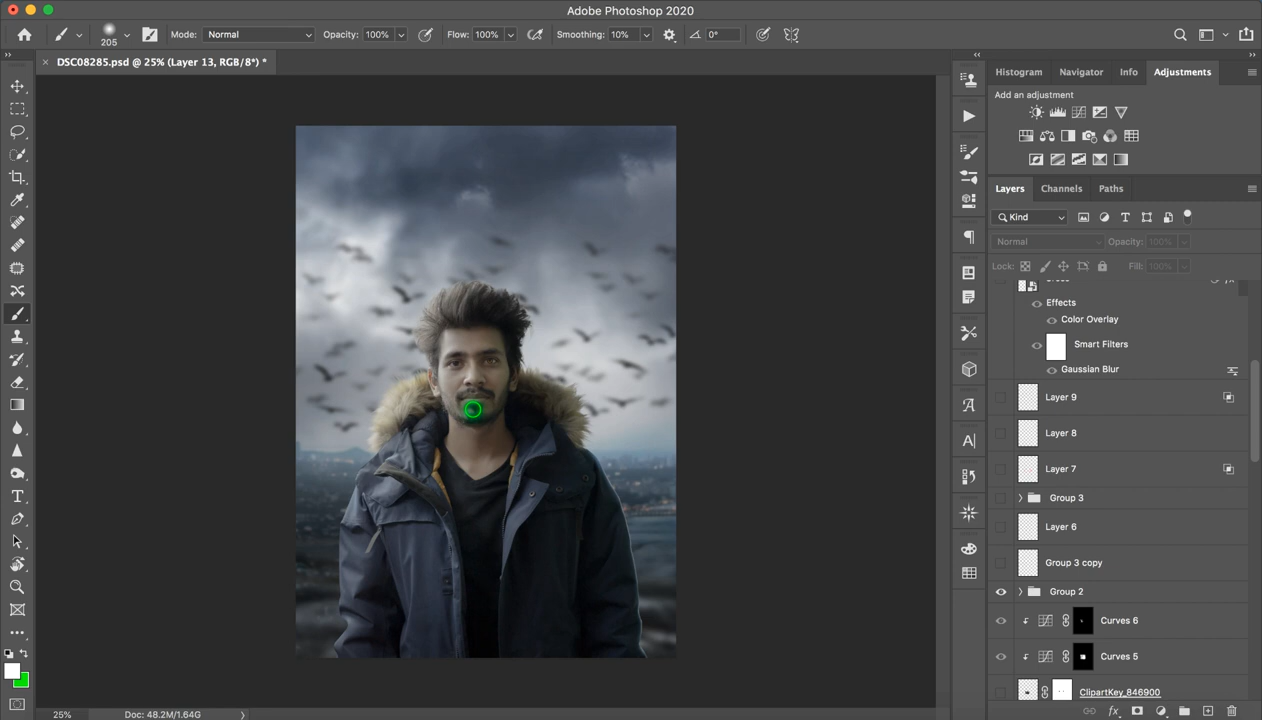 Adobe Photoshop 2020
205
Mode: Normal
Opacity: 100%
Flow: 100%
Smoothing: 10%
0°
DSC08285.psd @ 25% (Layer 13, RGB/8*) *
Histogram
Navigator
Info
Adjustments
Add an adjustment
Layers
Channels
Paths
Kind
Normal
Opacity: 100%
Lock:
Fill: 100%
Effects
Color Overlay
Smart Filters
Gaussian Blur
Layer 9
Layer 8
Layer 7
Group 3
Layer 6
Group 3 copy
Group 2
Curves 6
Curves 5
ClipartKey_846900
25%
Doc: 48.2M/1.64G